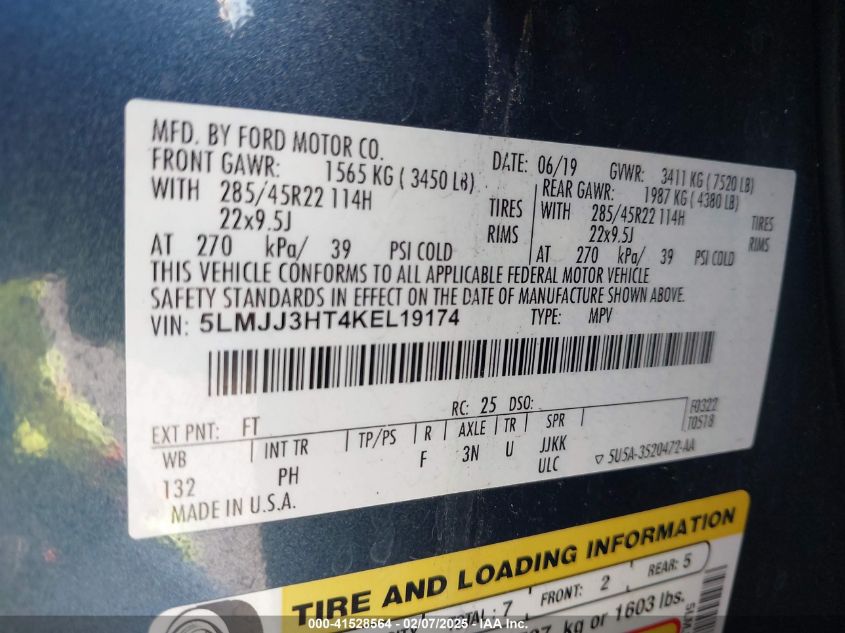 MFD. BY FORD MOTOR CO.
DATE: 06/19 GVWR: 3411 KG ( 7520 LB)
FRONT GAWR: 1565 KG ( 3450 LB)
REAR GAWR: 1987 KG ( 4380 LB)
WITH 285/45R22 114H TIRES
WITH 285/45R22 114H TIRES
22x9.5J RIMS
22x9.5J RIMS
AT 270 kPa/ 39 PSI COLD
AT 270 kPa/ 39 PSI COLD
THIS VEHICLE CONFORMS TO ALL APPLICABLE FEDERAL MOTOR VEHICLE
SAFETY STANDARDS IN EFFECT ON THE DATE OF MANUFACTURE SHOWN ABOVE.
VIN: 5LMJJ3HT4KEL19174 TYPE: MPV
F0322
T0518
EXT PNT: FT RC: 25 DSO:
WB INT TR TP/PS R AXLE TR SPR
132 PH F 3N U JJKK
ULC 5U5A-3520472-AA
MADE IN U.S.A.
TIRE AND LOADING INFORMATION
: 7 FRONT: 2 REAR: 5
kg or 1603 lbs.
5LM
000-41528564 - 02/07/2025 - IAA Inc.